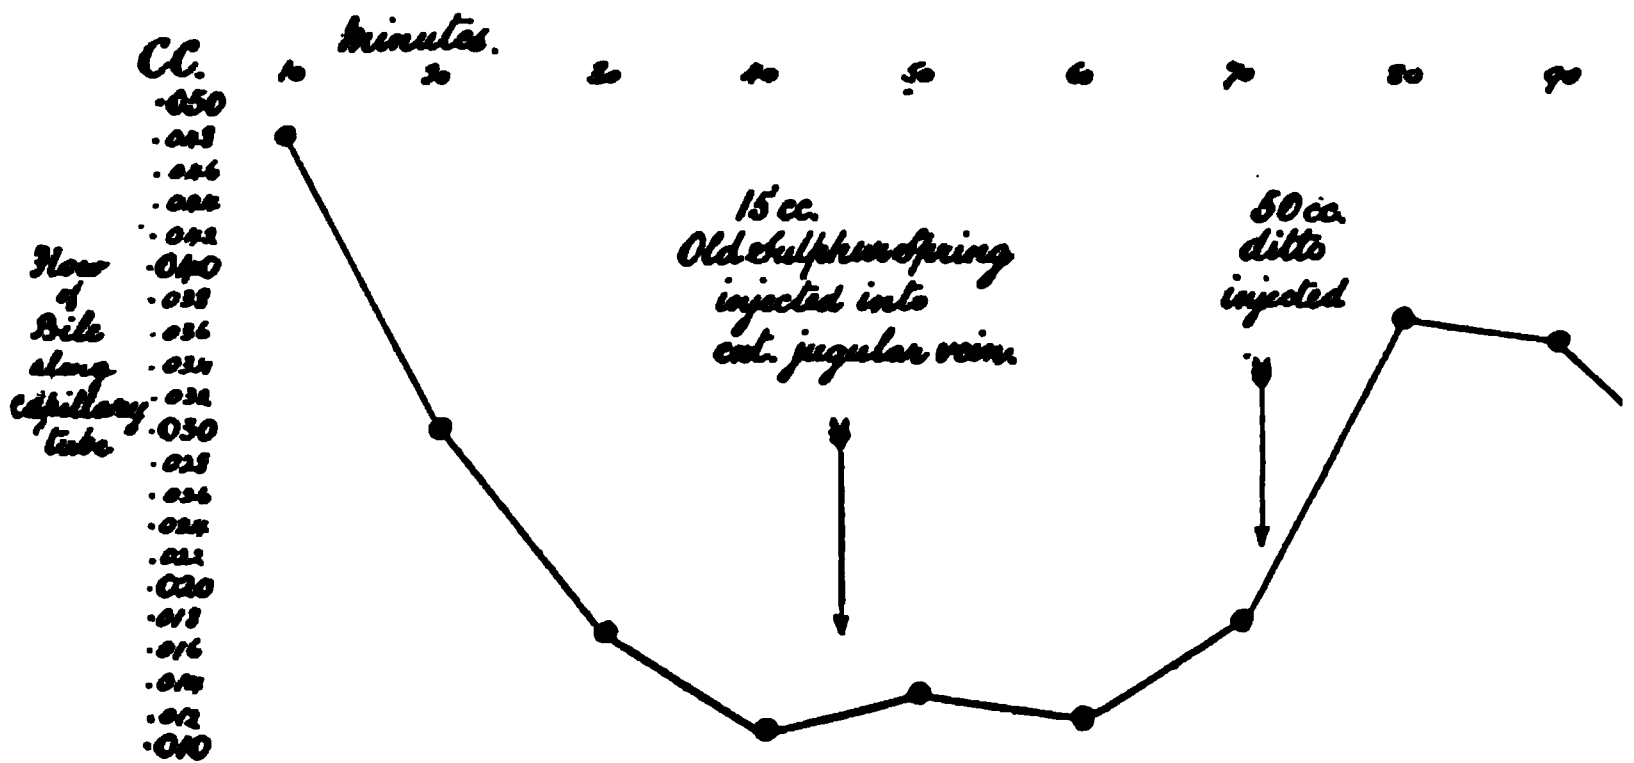 Minutes.
CC. 10 20 30 40 50 60 70 80 90
·050
·048
·046
·044
·042
·040
·038
·036
·034
·032
·030
·028
·026
·024
·022
·020
·018
·016
·014
·012
·010
Flow
of
Bile
along
capillary
tube
15 cc.
Old Sulphur Spring
injected into
ext. jugular vein.
50 cc.
ditto
injected